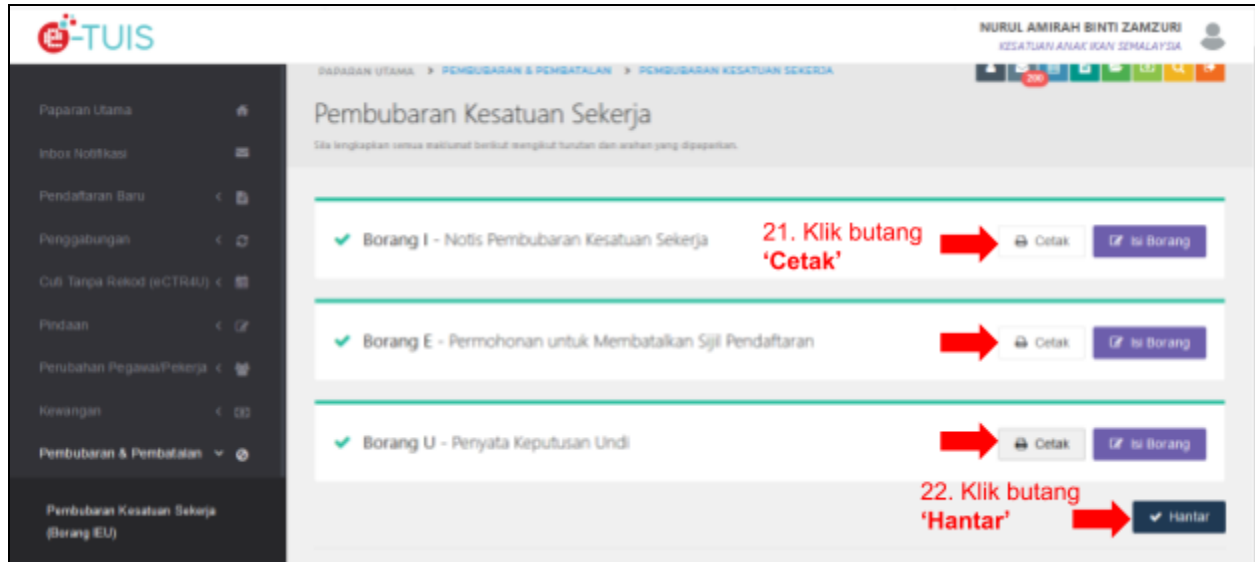 e-TUIS
NURUL AMIRAH BINTI ZAMZURI
KESATUAN ANAK IKAN SEMALAYSIA
PAPARAN UTAMA > PEMBUBARAN & PEMBATALAN > PEMBUBARAN KESATUAN SEKERJA
200
Pembubaran Kesatuan Sekerja
Sila lengkapkan semua maklumat berikut mengikut turutan dan arahan yang dipaparkan.
Paparan Utama
Inbox Notifikasi
Pendaftaran Baru
Penggabungan
Cuti Tanpa Rekod (eCTR4U)
Pindaan
Perubahan Pegawai/Pekerja
Kewangan
Pembubaran & Pembatalan
Pembubaran Kesatuan Sekerja
(Borang IEU)
Borang I - Notis Pembubaran Kesatuan Sekerja
21. Klik butang
‘Cetak’
Cetak
Isi Borang
Borang E - Permohonan untuk Membatalkan Sijil Pendaftaran
Cetak
Isi Borang
Borang U - Penyata Keputusan Undi
Cetak
Isi Borang
22. Klik butang
‘Hantar’
Hantar